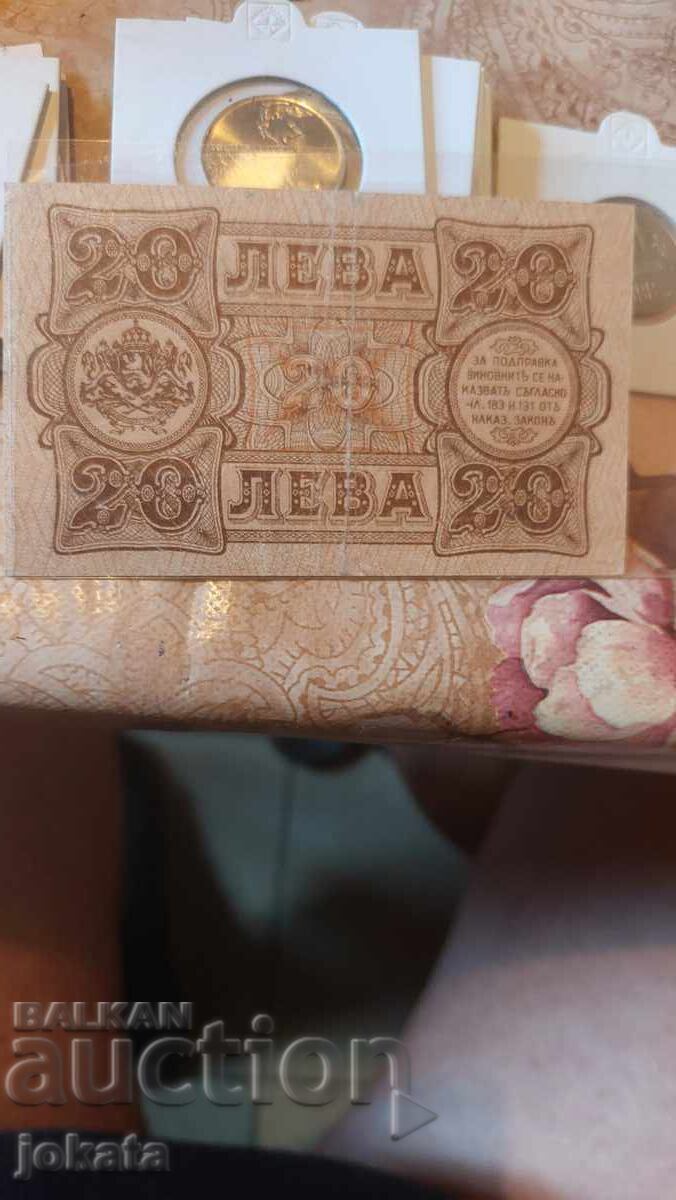 20 ЛЕВА 20
20
ЗА ПОДПРАВКА
ВИНОВНИТѢ СЕ НА-
КАЗВАТЪ СЪГЛАСНО
ЧЛ. 183 И 131 ОТЪ
НАКАЗ. ЗАКОНЪ
20 ЛЕВА 20
BALKAN
auction
jokata